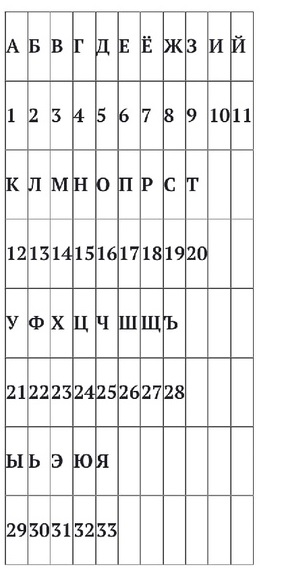 А Б В Г Д Е Ё Ж З И Й
1 2 3 4 5 6 7 8 9 10 11
К Л М Н О П Р С Т
12 13 14 15 16 17 18 19 20
У Ф Х Ц Ч Ш Щ Ъ
21 22 23 24 25 26 27 28
Ы Ь Э Ю Я
29 30 31 32 33